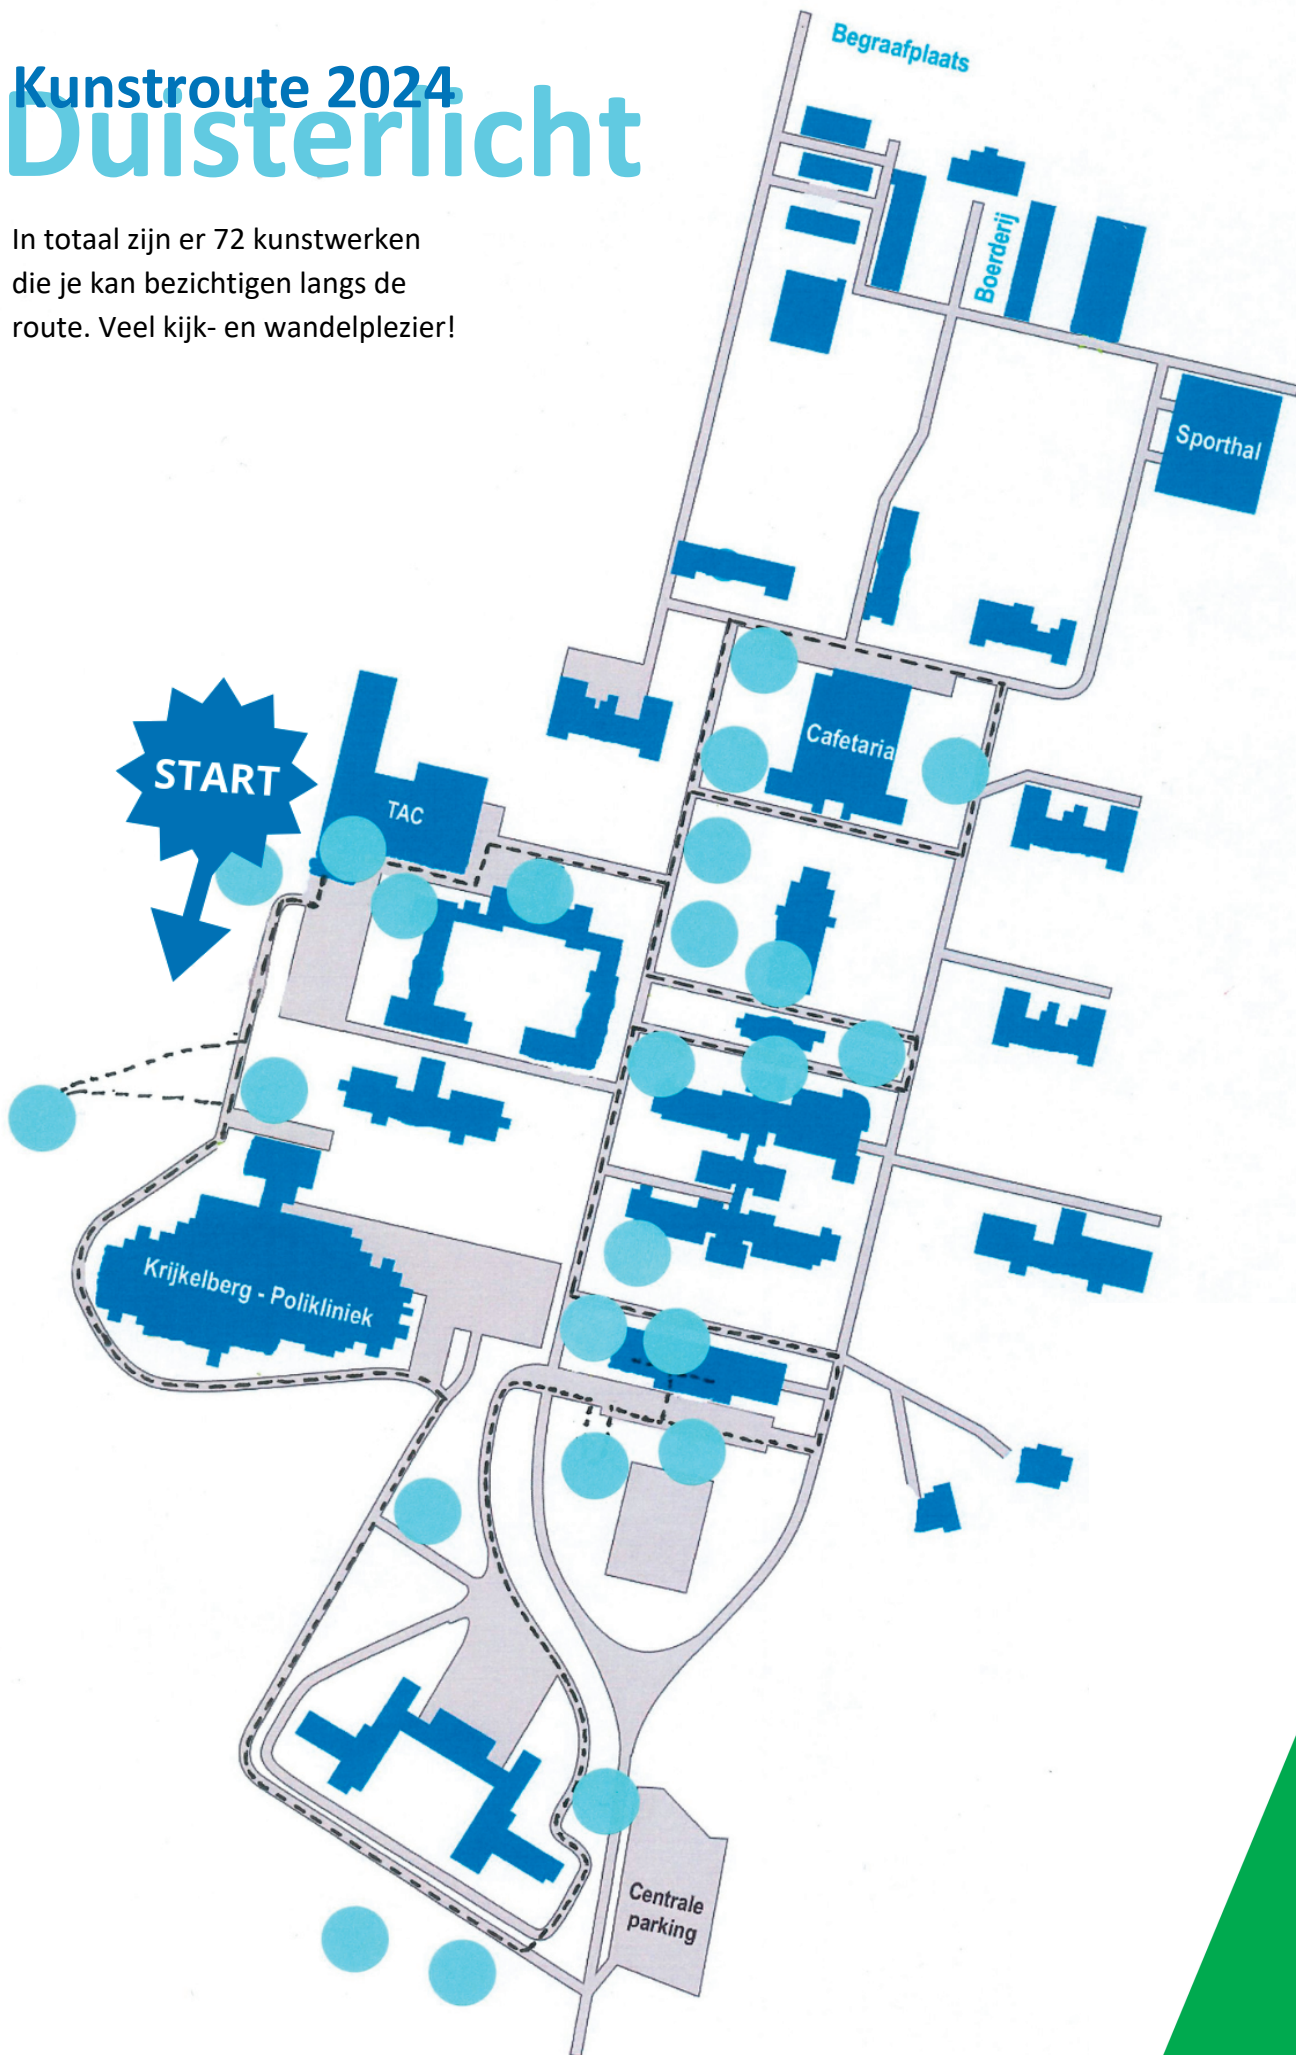 Kunstroute 2024
Duisterlicht
In totaal zijn er 72 kunstwerken
die je kan bezichtigen langs de
route. Veel kijk- en wandelplezier!
Begraafplaats
Boerderij
Sporthal
Cafetaria
START
TAC
Krijkelberg - Polikliniek
Centrale
parking